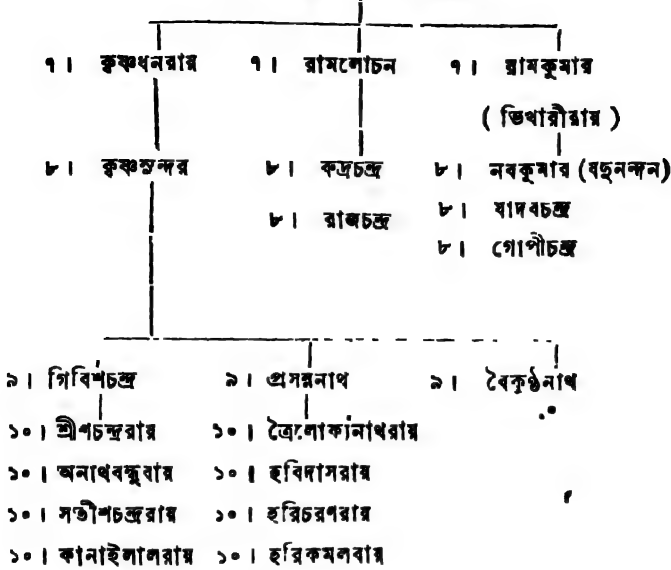 ৭। কৃষ্ণধনরায় ৭। রামলোচন ৭। রামকুমার
( ভিখারীরায় )
৮। কৃষ্ণসুন্দর ৮। রুদ্রচন্দ্র ৮। নবকুমার (যদুনন্দন)
৮। রাজচন্দ্র ৮। যাদবচন্দ্র
৮। গোপীচন্দ্র
৯। গিবিশচন্দ্র ৯। প্রসন্ননাথ ৯। বৈকুণ্ঠনাথ
১০। শ্রীশচন্দ্ররায় ১০। ত্রৈলোক্যনাথরায়
১০। অনাথবন্ধুবায় ১০। হবিদাসরায়
১০। সতীশচন্দ্ররায় ১০। হরিচরণরায়
১০। কানাইলালরায় ১০। হরিকমলবায়